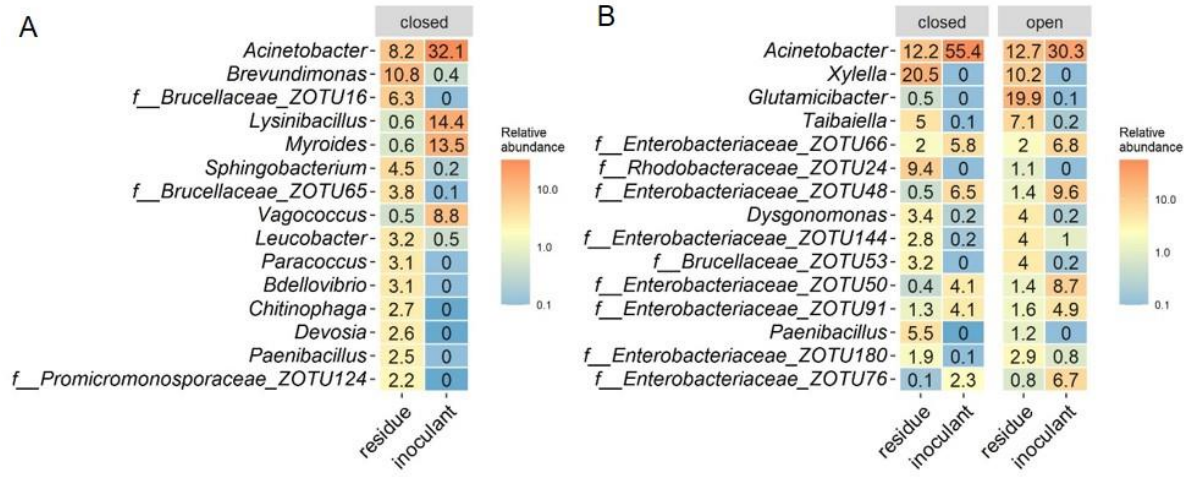 A
closed
Acinetobacter 8.2 32.1
Brevundimonas 10.8 0.4
f__Brucellaceae_ZOTU16 6.3 0
Lysinibacillus 0.6 14.4
Myroides 0.6 13.5
Sphingobacterium 4.5 0.2
f__Brucellaceae_ZOTU65 3.8 0.1
Vagococcus 0.5 8.8
Leucobacter 3.2 0.5
Paracoccus 3.1 0
Bdellovibrio 3.1 0
Chitinophaga 2.7 0
Devosia 2.6 0
Paenibacillus 2.5 0
f__Promicromonosporaceae_ZOTU124 2.2 0
residue inoculant
Relative
abundance
10.0
1.0
0.1
B
closed open
Acinetobacter 12.2 55.4 12.7 30.3
Xylella 20.5 0 10.2 0
Glutamicibacter 0.5 0 19.9 0.1
Taibaiella 5 0.1 7.1 0.2
f__Enterobacteriaceae_ZOTU66 2 5.8 2 6.8
f__Rhodobacteraceae_ZOTU24 9.4 0 1.1 0
f__Enterobacteriaceae_ZOTU48 0.5 6.5 1.4 9.6
Dysgonomonas 3.4 0.2 4 0.2
f__Enterobacteriaceae_ZOTU144 2.8 0.2 4 1
f__Brucellaceae_ZOTU53 3.2 0 4 0.2
f__Enterobacteriaceae_ZOTU50 0.4 4.1 1.4 8.7
f__Enterobacteriaceae_ZOTU91 1.3 4.1 1.6 4.9
Paenibacillus 5.5 0 1.2 0
f__Enterobacteriaceae_ZOTU180 1.9 0.1 2.9 0.8
f__Enterobacteriaceae_ZOTU76 0.1 2.3 0.8 6.7
residue inoculant residue inoculant
Relative
abundance
10.0
1.0
0.1